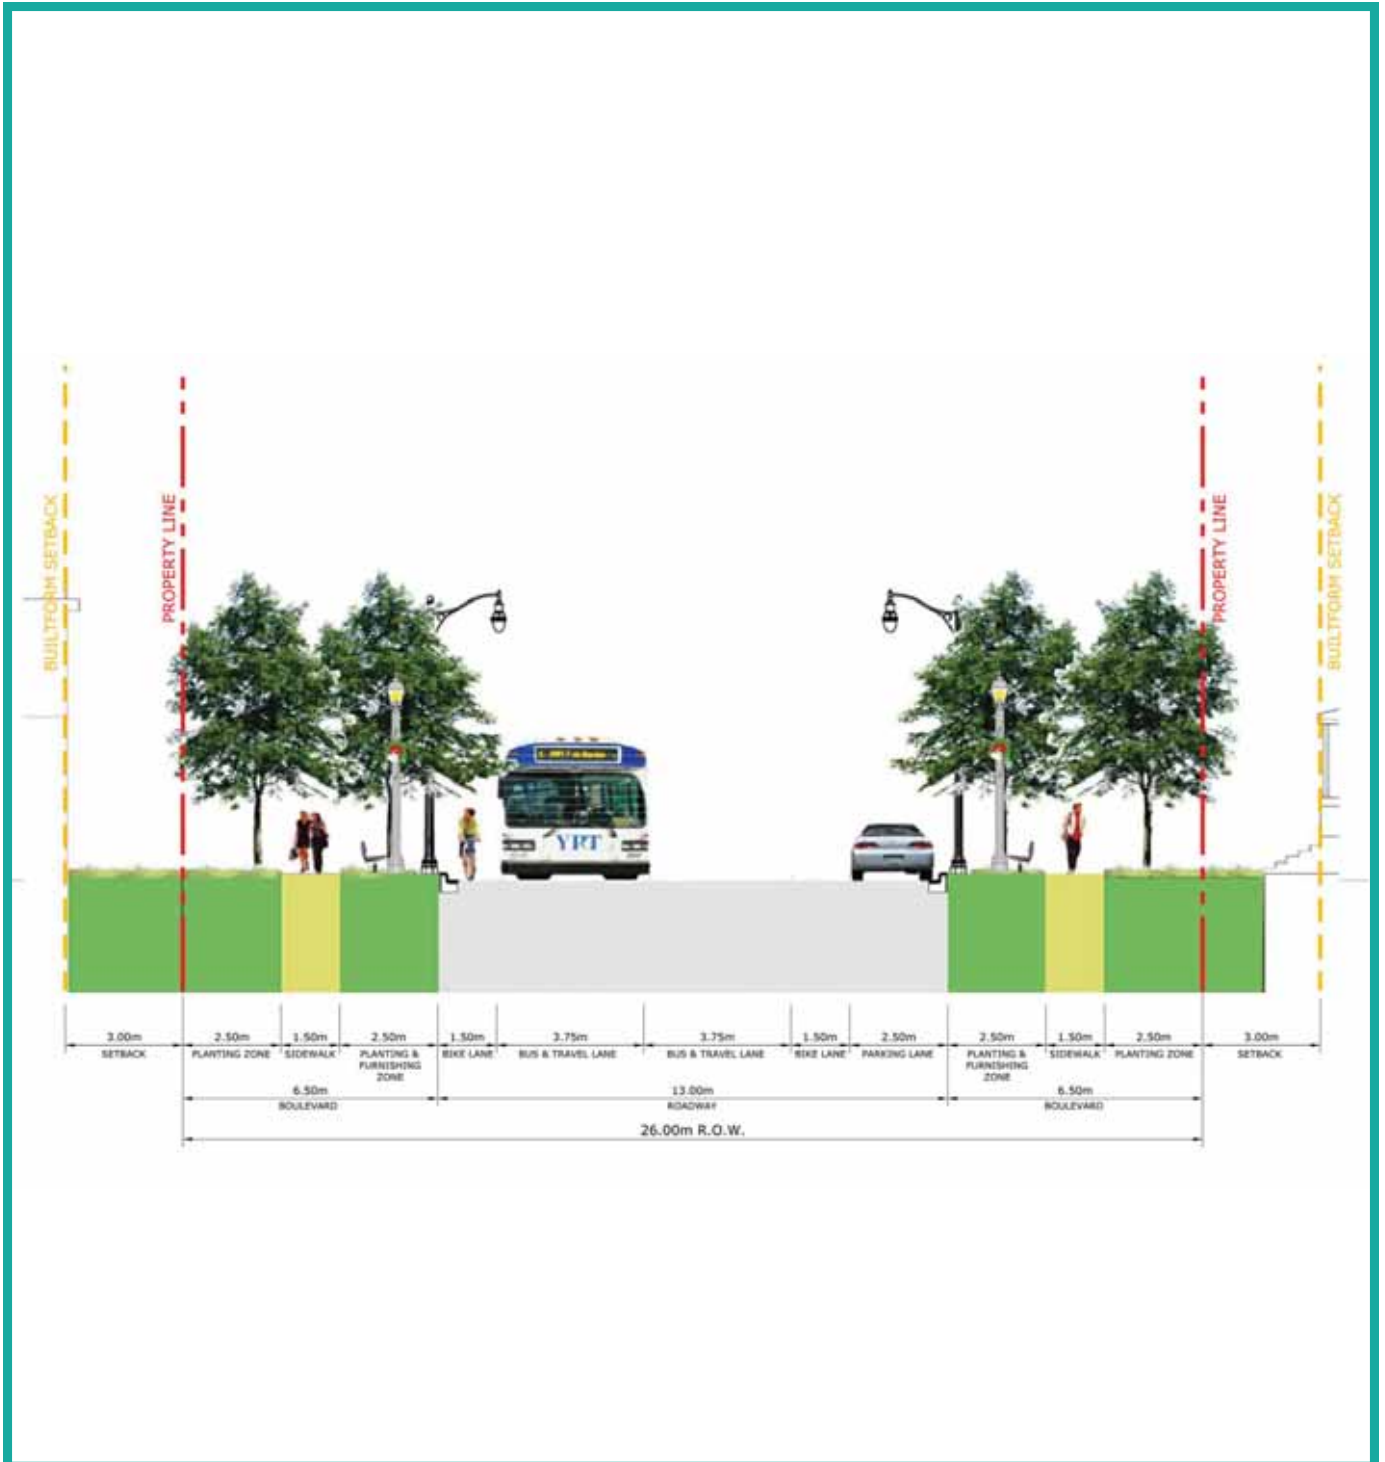 BUILTFORM SETBACK
PROPERTY LINE
PROPERTY LINE
BUILTFORM SETBACK
YRT
3.00m
SETBACK
2.50m
PLANTING ZONE
1.50m
SIDEWALK
2.50m
PLANTING &
FURNISHING
ZONE
1.50m
BIKE LANE
3.75m
BUS & TRAVEL LANE
3.75m
BUS & TRAVEL LANE
1.50m
BIKE LANE
2.50m
PARKING LANE
2.50m
PLANTING &
FURNISHING
ZONE
1.50m
SIDEWALK
2.50m
PLANTING ZONE
3.00m
SETBACK
6.50m
BOULEVARD
13.00m
ROADWAY
6.50m
BOULEVARD
26.00m R.O.W.